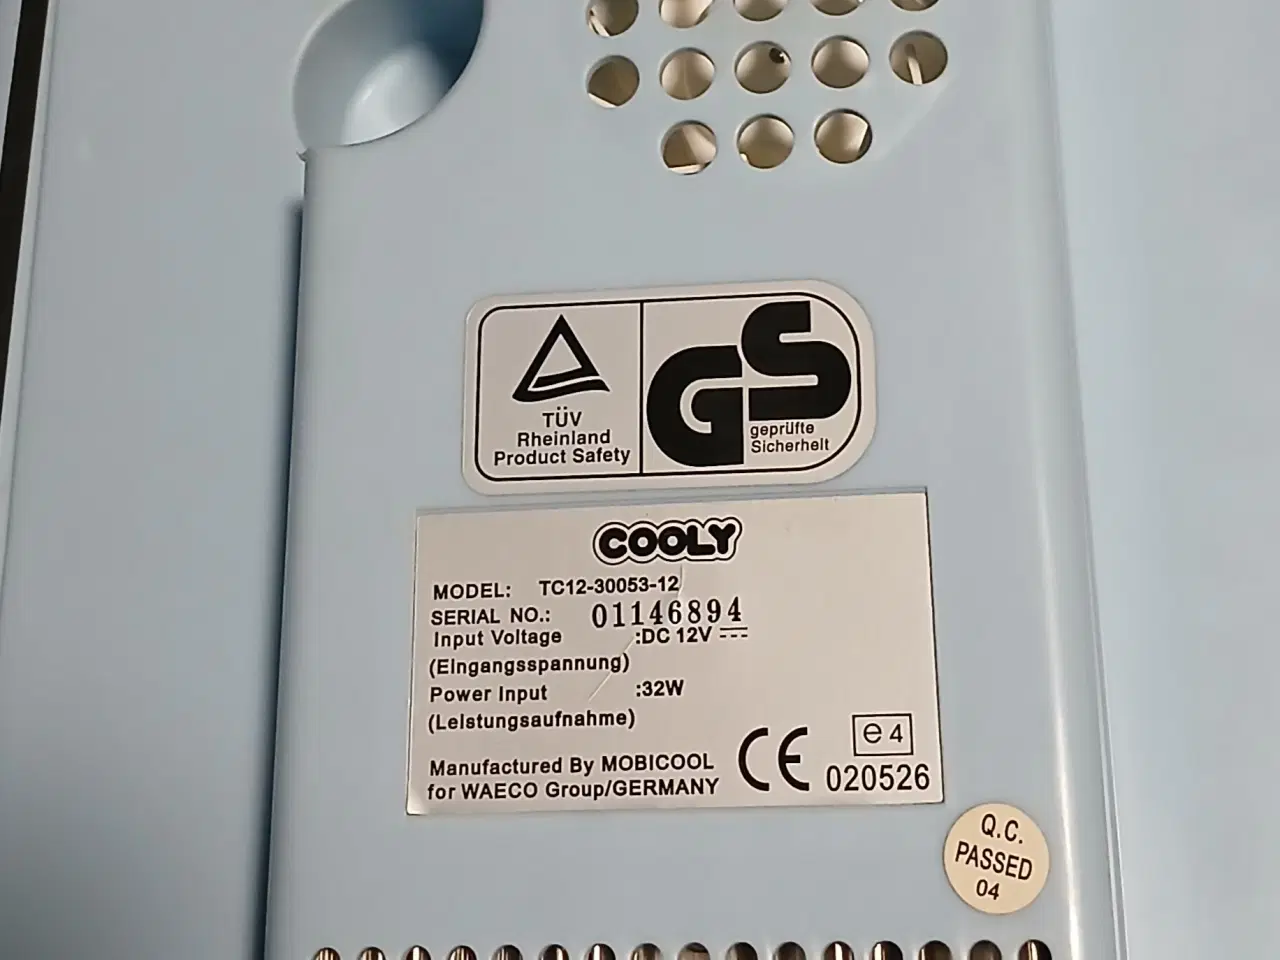 TÜV
Rheinland
Product Safety
GS
geprüfte
Sicherheit
COOLY
MODEL: TC12-30053-12
SERIAL NO.: 01146894
Input Voltage :DC 12V
(Eingangsspannung)
Power Input :32W
(Leistungsaufnahme)
Manufactured By MOBICOOL
for WAECO Group/GERMANY
CE
e4
020526
Q.C.
PASSED
04